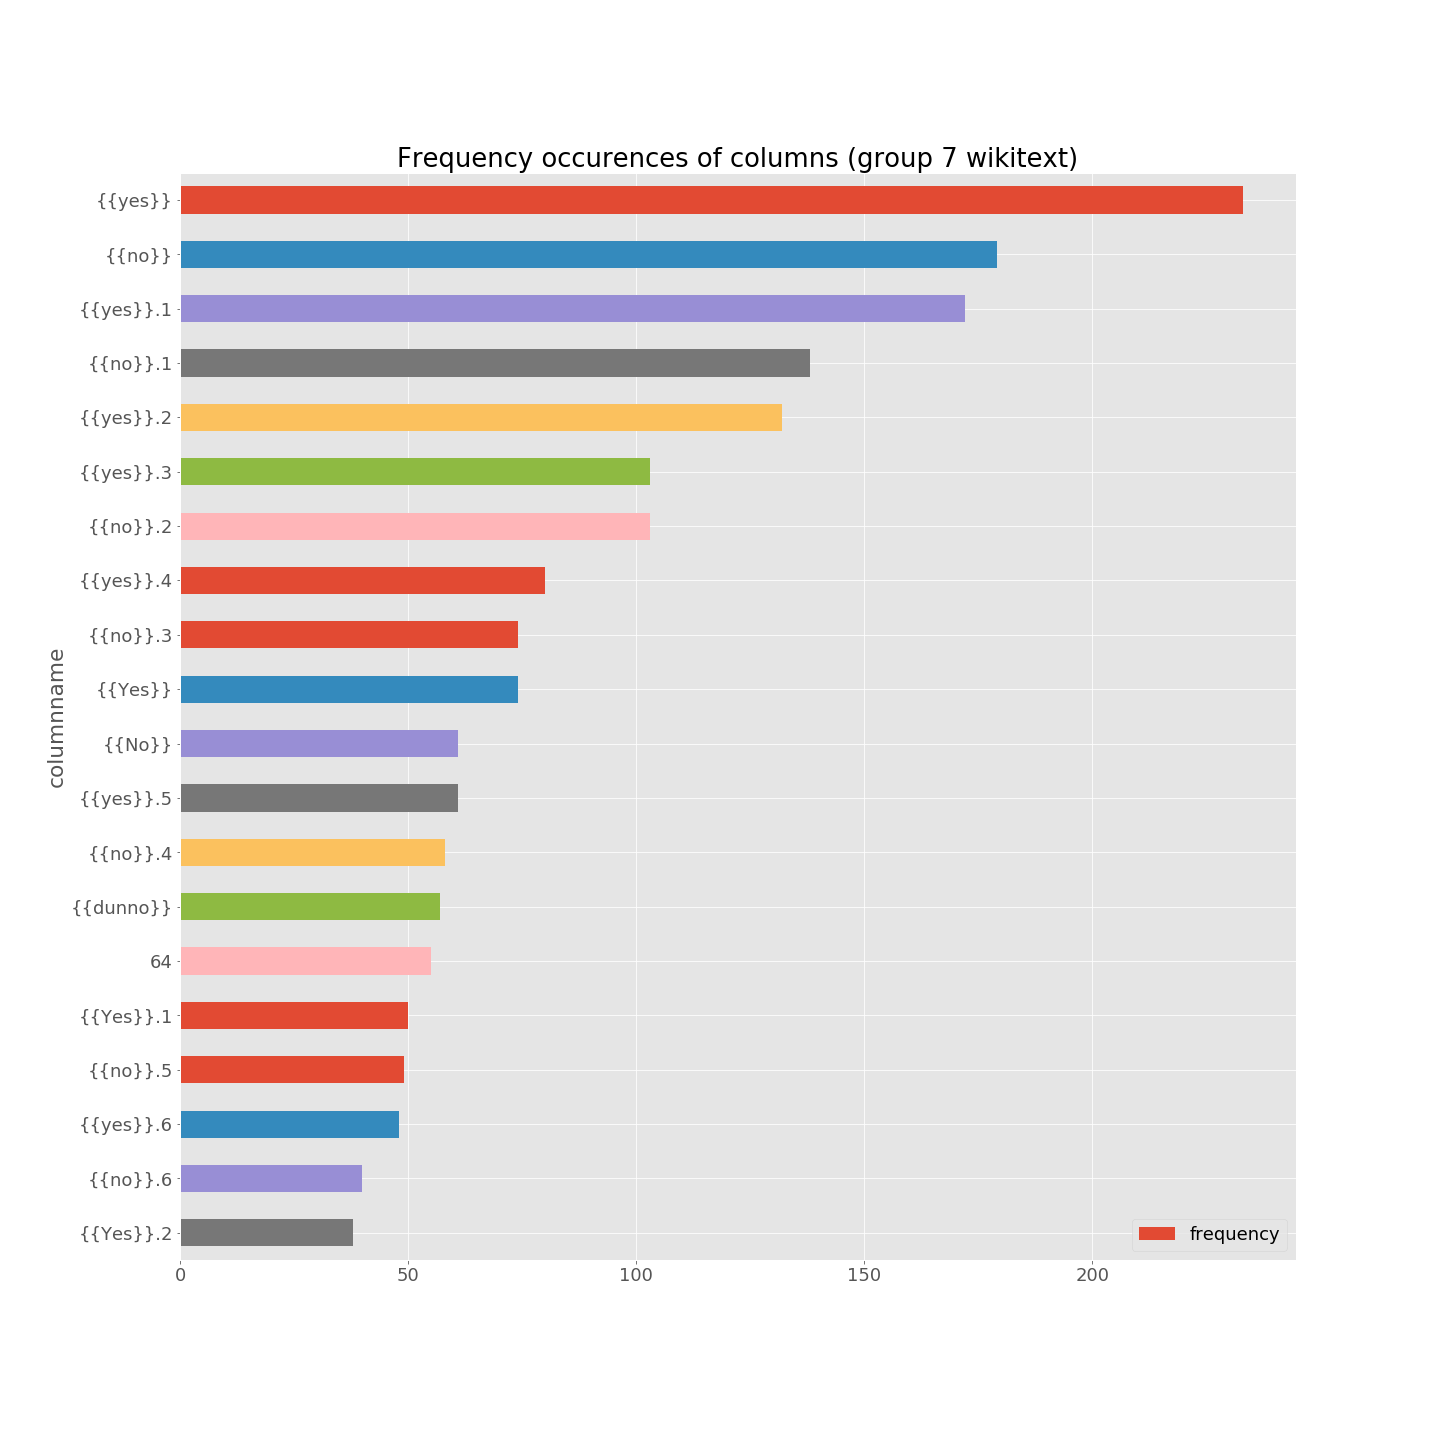 Frequency occurences of columns (group 7 wikitext)
{{yes}}
{{no}}
{{yes}}.1
{{no}}.1
{{yes}}.2
{{yes}}.3
{{no}}.2
{{yes}}.4
{{no}}.3
{{Yes}}
{{No}}
{{yes}}.5
{{no}}.4
{{dunno}}
64
{{Yes}}.1
{{no}}.5
{{yes}}.6
{{no}}.6
{{Yes}}.2
columnname
frequency
0 50 100 150 200